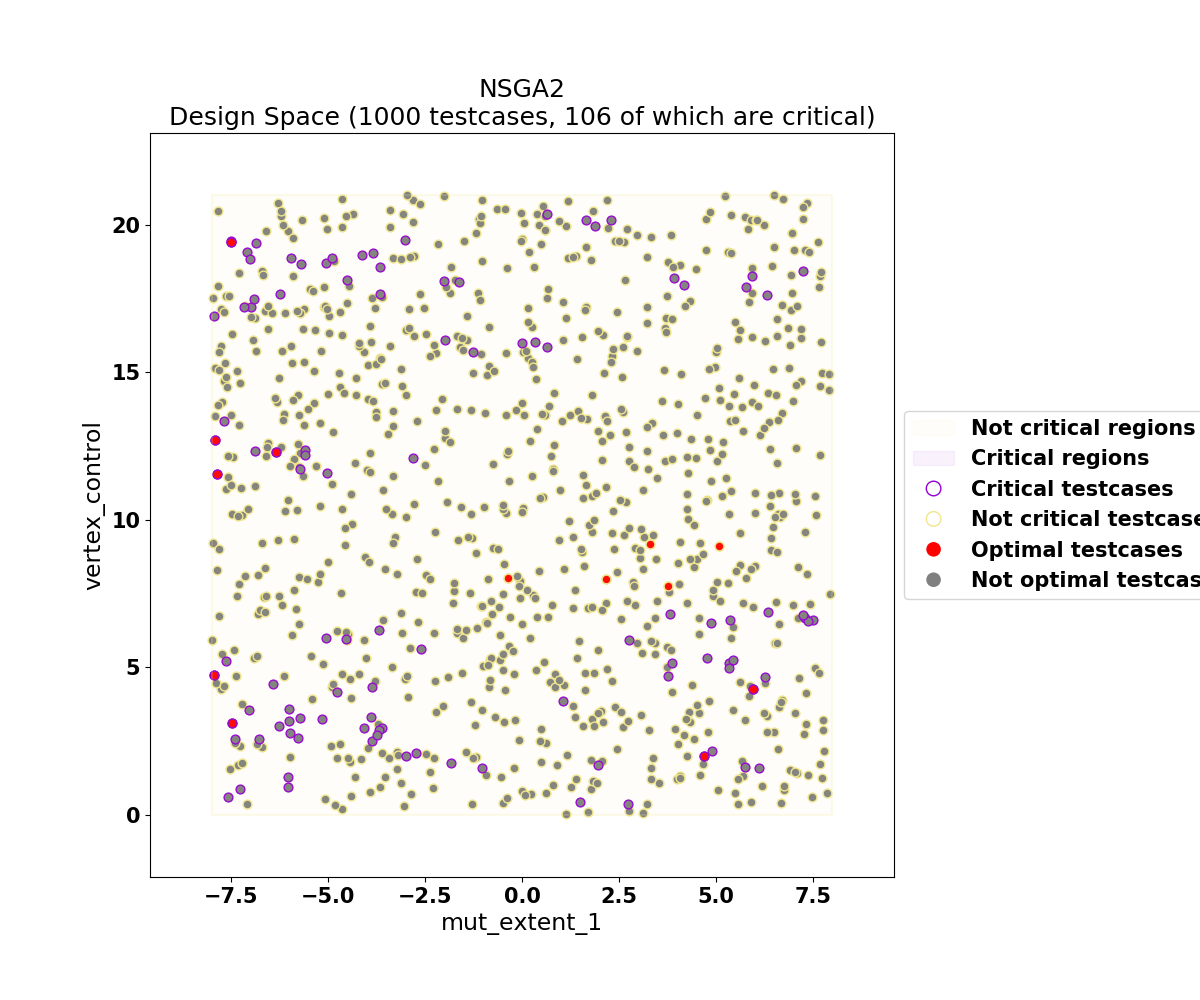 NSGA2
Design Space (1000 testcases, 106 of which are critical)
vertex_control
20
15
10
5
0
−7.5
−5.0
−2.5
0.0
2.5
5.0
7.5
mut_extent_1
Not critical regions
Critical regions
Critical testcases
Not critical testcase
Optimal testcases
Not optimal testcas